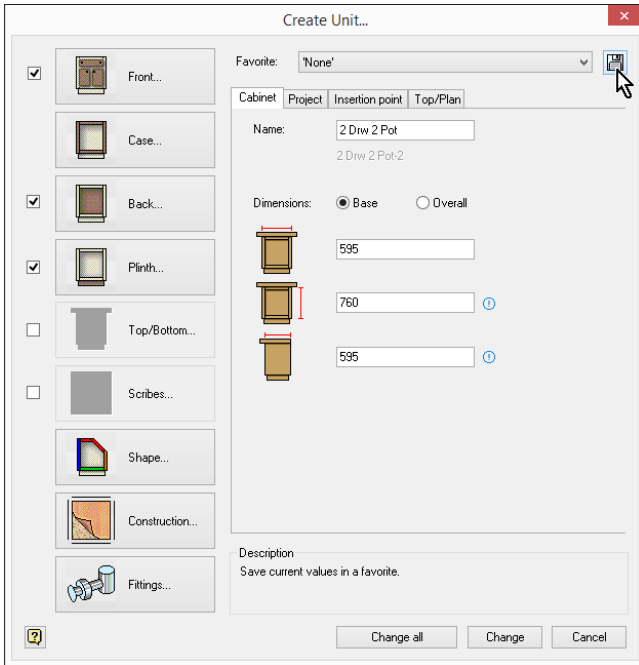 Create Unit...
Favorite: 'None'
Front...
Case...
Back...
Plinth...
Top/Bottom...
Scribes...
Shape...
Construction...
Fittings...
Cabinet Project Insertion point Top/Plan
Name: 2 Drw 2 Pot
2 Drw 2 Pot-2
Dimensions: Base Overall
595
760
595
Description
Save current values in a favorite.
Change all Change Cancel